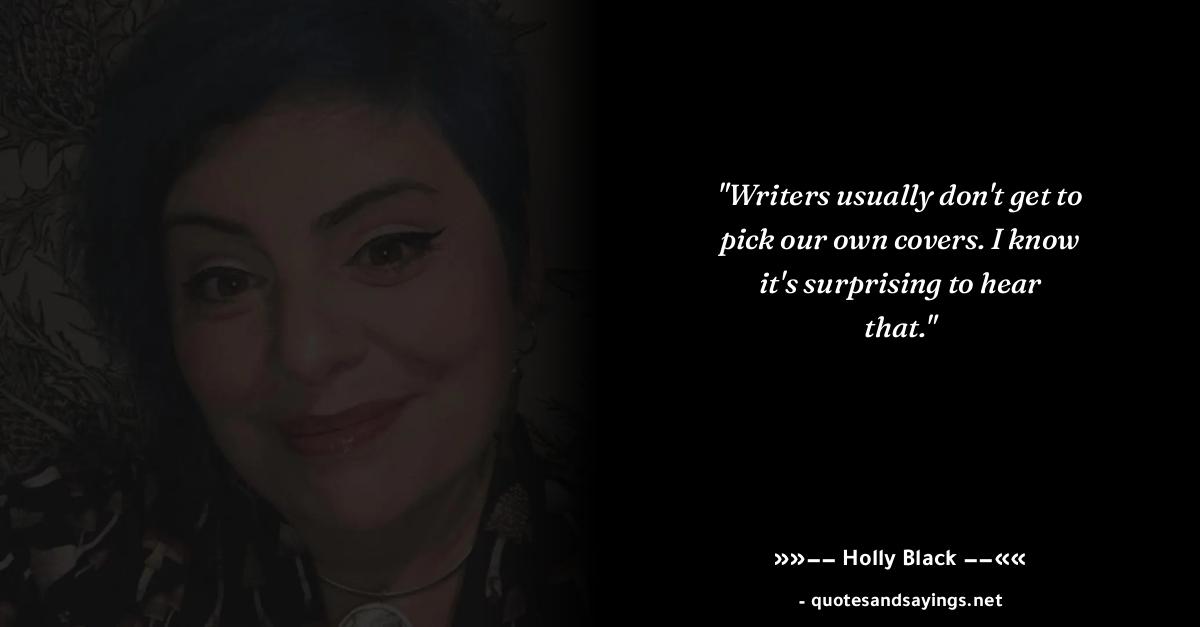 "Writers usually don't get to
pick our own covers. I know
it's surprising to hear
that."
»»–– Holly Black ––««
- quotesandsayings.net